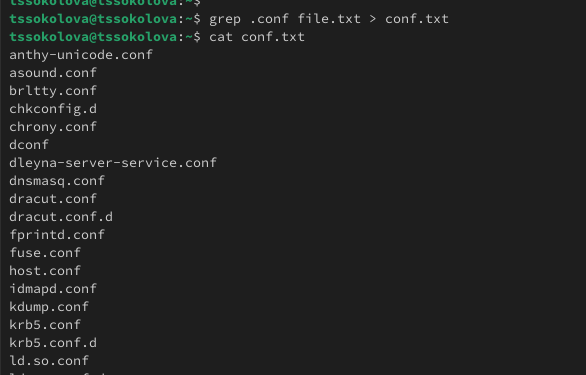 tssokolova@tssokolova:~$
tssokolova@tssokolova:~$ grep .conf file.txt > conf.txt
tssokolova@tssokolova:~$ cat conf.txt
anthy-unicode.conf
asound.conf
brltty.conf
chkconfig.d
chrony.conf
dconf
dleyna-server-service.conf
dnsmasq.conf
dracut.conf
dracut.conf.d
fprintd.conf
fuse.conf
host.conf
idmapd.conf
kdump.conf
krb5.conf
krb5.conf.d
ld.so.conf